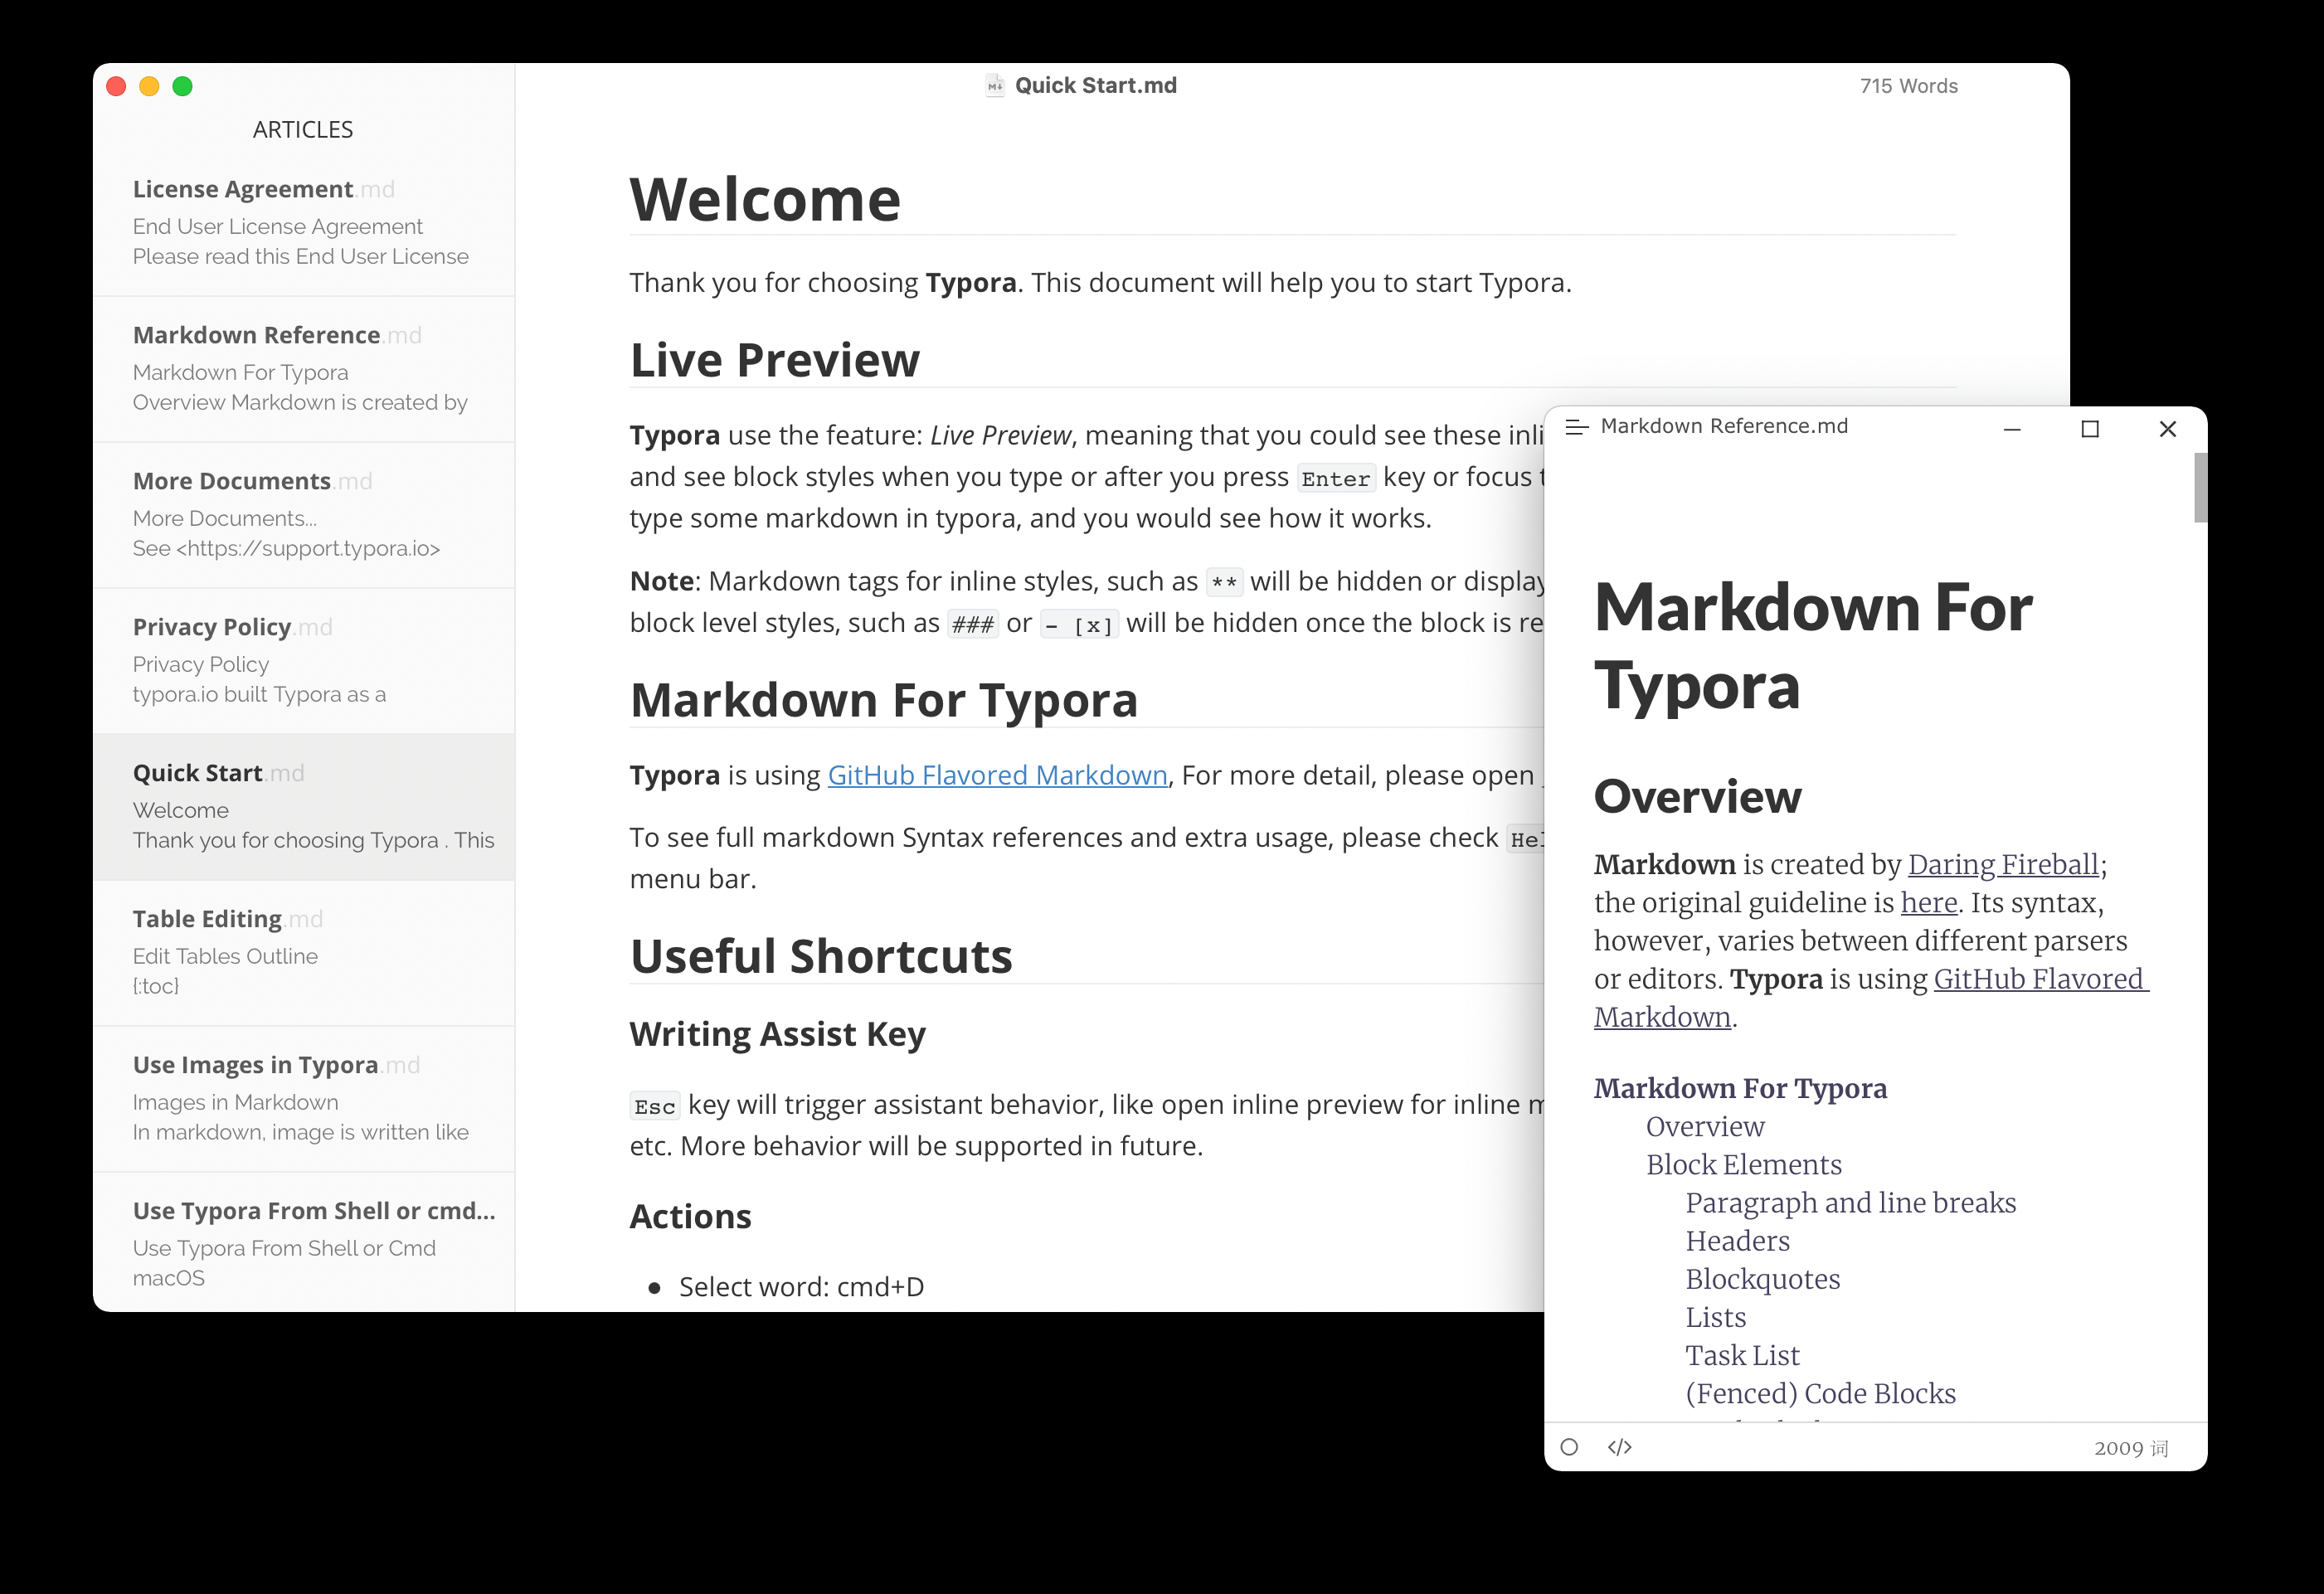 Quick Start.md
715 Words
ARTICLES
License Agreement.md
End User License Agreement
Please read this End User License
Markdown Reference.md
Markdown For Typora
Overview Markdown is created by
More Documents.md
More Documents...
See <https://support.typora.io>
Privacy Policy.md
Privacy Policy
typora.io built Typora as a
Quick Start.md
Welcome
Thank you for choosing Typora . This
Table Editing.md
Edit Tables Outline
{:toc}
Use Images in Typora.md
Images in Markdown
In markdown, image is written like
Use Typora From Shell or cmd...
Use Typora From Shell or Cmd
macOS
Welcome
Thank you for choosing Typora. This document will help you to start Typora.
Live Preview
Typora use the feature: Live Preview, meaning that you could see these
and see block styles when you type or after you press Enter key or focus
type some markdown in typora, and you would see how it works.
Note: Markdown tags for inline styles, such as ** will be hidden or
block level styles, such as ### or - [x] will be hidden once the block is
Markdown For Typora
Typora is using GitHub Flavored Markdown, For more detail, please open
To see full markdown Syntax references and extra usage, please check
menu bar.
Useful Shortcuts
Writing Assist Key
Esc key will trigger assistant behavior, like open inline preview for inline
etc. More behavior will be supported in future.
Actions
● Select word: cmd+D
Markdown Reference.md
Markdown For
Typora
Overview
Markdown is created by Daring Fireball;
the original guideline is here. Its syntax,
however, varies between different parsers
or editors. Typora is using GitHub Flavored
Markdown.
Markdown For Typora
Overview
Block Elements
Paragraph and line breaks
Headers
Blockquotes
Lists
Task List
(Fenced) Code Blocks
</>
2009 词